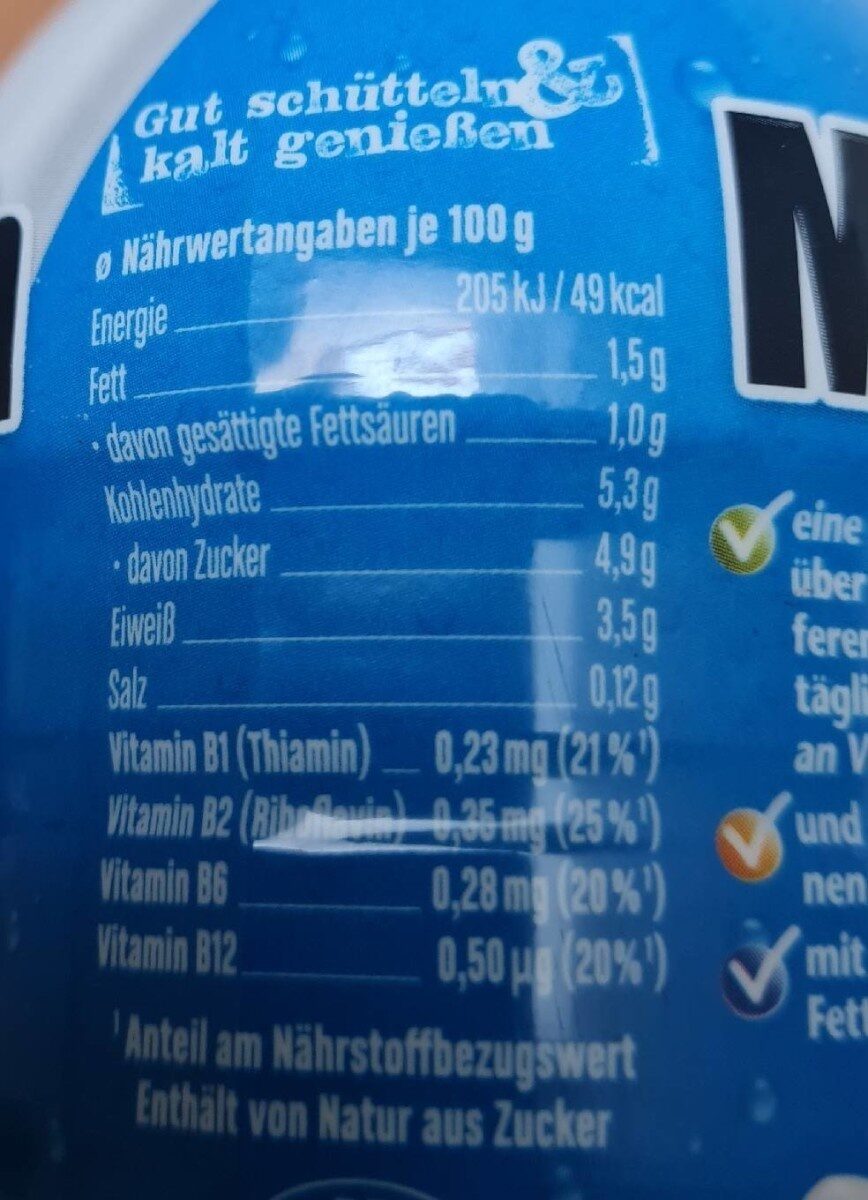 Gut schütteln &
kalt genießen
ø Nährwertangaben je 100 g
Energie 205 kJ / 49 kcal
Fett 1,5 g
· davon gesättigte Fettsäuren 1,0 g
Kohlenhydrate 5,3 g
· davon Zucker 4,9 g
Eiweiß 3,5 g
Salz 0,12 g
Vitamin B1 (Thiamin) 0,23 mg (21 %¹)
Vitamin B2 (Riboflavin) 0,35 mg (25 %¹)
Vitamin B6 0,28 mg (20 %¹)
Vitamin B12 0,50 µg (20%¹)
¹ Anteil am Nährstoffbezugswert
Enthält von Natur aus Zucker
N
eine
über
ferer
tägli
an V
und
nen
mit
Fett